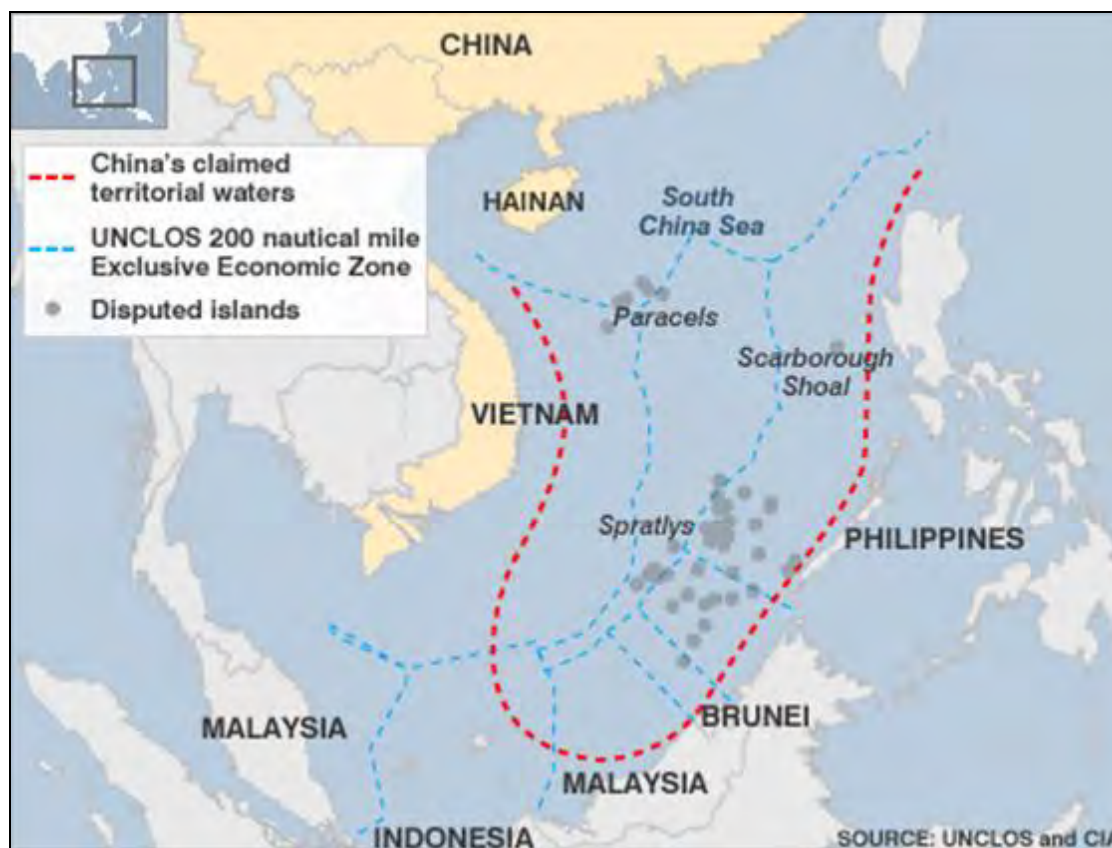 CHINA
China's claimed
territorial waters
UNCLOS 200 nautical mile
Exclusive Economic Zone
Disputed islands
HAINAN
South
China Sea
Paracels
Scarborough
Shoal
VIETNAM
Spratlys
PHILIPPINES
MALAYSIA
BRUNEI
MALAYSIA
INDONESIA
SOURCE: UNCLOS and CIA